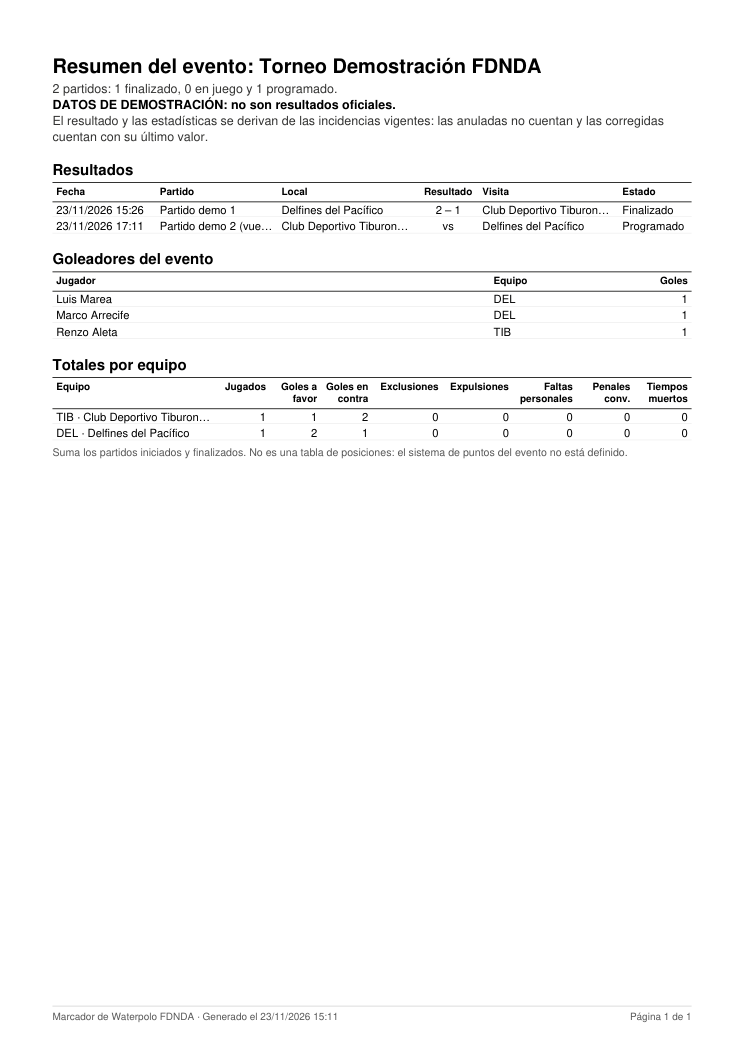 Resumen del evento: Torneo Demostración FDNDA
2 partidos: 1 finalizado, 0 en juego y 1 programado.
DATOS DE DEMOSTRACIÓN: no son resultados oficiales.
El resultado y las estadísticas se derivan de las incidencias vigentes: las anuladas no cuentan y las corregidas
cuentan con su último valor.
Resultados
Fecha Partido Local Resultado Visita Estado
23/11/2026 15:26 Partido demo 1 Delfines del Pacífico 2 – 1 Club Deportivo Tiburon… Finalizado
23/11/2026 17:11 Partido demo 2 (vue… Club Deportivo Tiburon… vs Delfines del Pacífico Programado
Goleadores del evento
Jugador Equipo Goles
Luis Marea DEL 1
Marco Arrecife DEL 1
Renzo Aleta TIB 1
Totales por equipo
Equipo Jugados Goles a Goles en Exclusiones Expulsiones Faltas Penales Tiempos
favor contra personales conv. muertos
TIB · Club Deportivo Tiburon… 1 1 2 0 0 0 0 0
DEL · Delfines del Pacífico 1 2 1 0 0 0 0 0
Suma los partidos iniciados y finalizados. No es una tabla de posiciones: el sistema de puntos del evento no está definido.
Marcador de Waterpolo FDNDA · Generado el 23/11/2026 15:11 Página 1 de 1